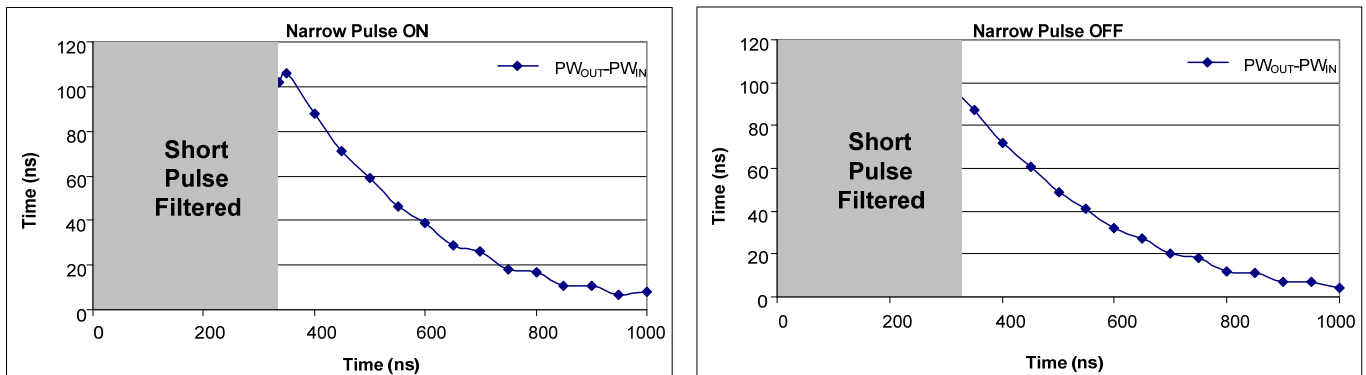 Narrow Pulse ON
120
100
80
60
40
20
0
Time (ns)
PWOUT-PWIN
Short
Pulse
Filtered
0 200 400 600 800 1000
Time (ns)
Narrow Pulse OFF
120
100
80
60
40
20
0
Time (ns)
PWOUT-PWIN
Short
Pulse
Filtered
0 200 400 600 800 1000
Time (ns)